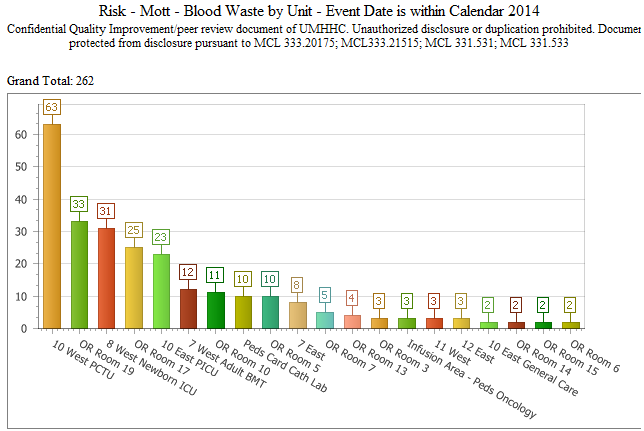 Risk - Mott - Blood Waste by Unit - Event Date is within Calendar 2014
Confidential Quality Improvement/peer review document of UMHHC. Unauthorized disclosure or duplication prohibited. Documen
protected from disclosure pursuant to MCL 333.20175; MCL333.21515; MCL 331.531; MCL 331.533
Grand Total: 262
60
50
40
30
20
10
0
63
33
31
25
23
12
11
10
10
8
5
4
3
3
3
3
2
2
2
2
10 West PCTU
OR Room 19
8 West Newborn ICU
OR Room 17
10 East PICU
7 West Adult BMT
OR Room 10
Peds Card Cath Lab
OR Room 5
7 East
OR Room 7
OR Room 13
OR Room 3
Infusion Area - Peds Oncology
11 West
12 East
10 East General Care
OR Room 14
OR Room 15
OR Room 6